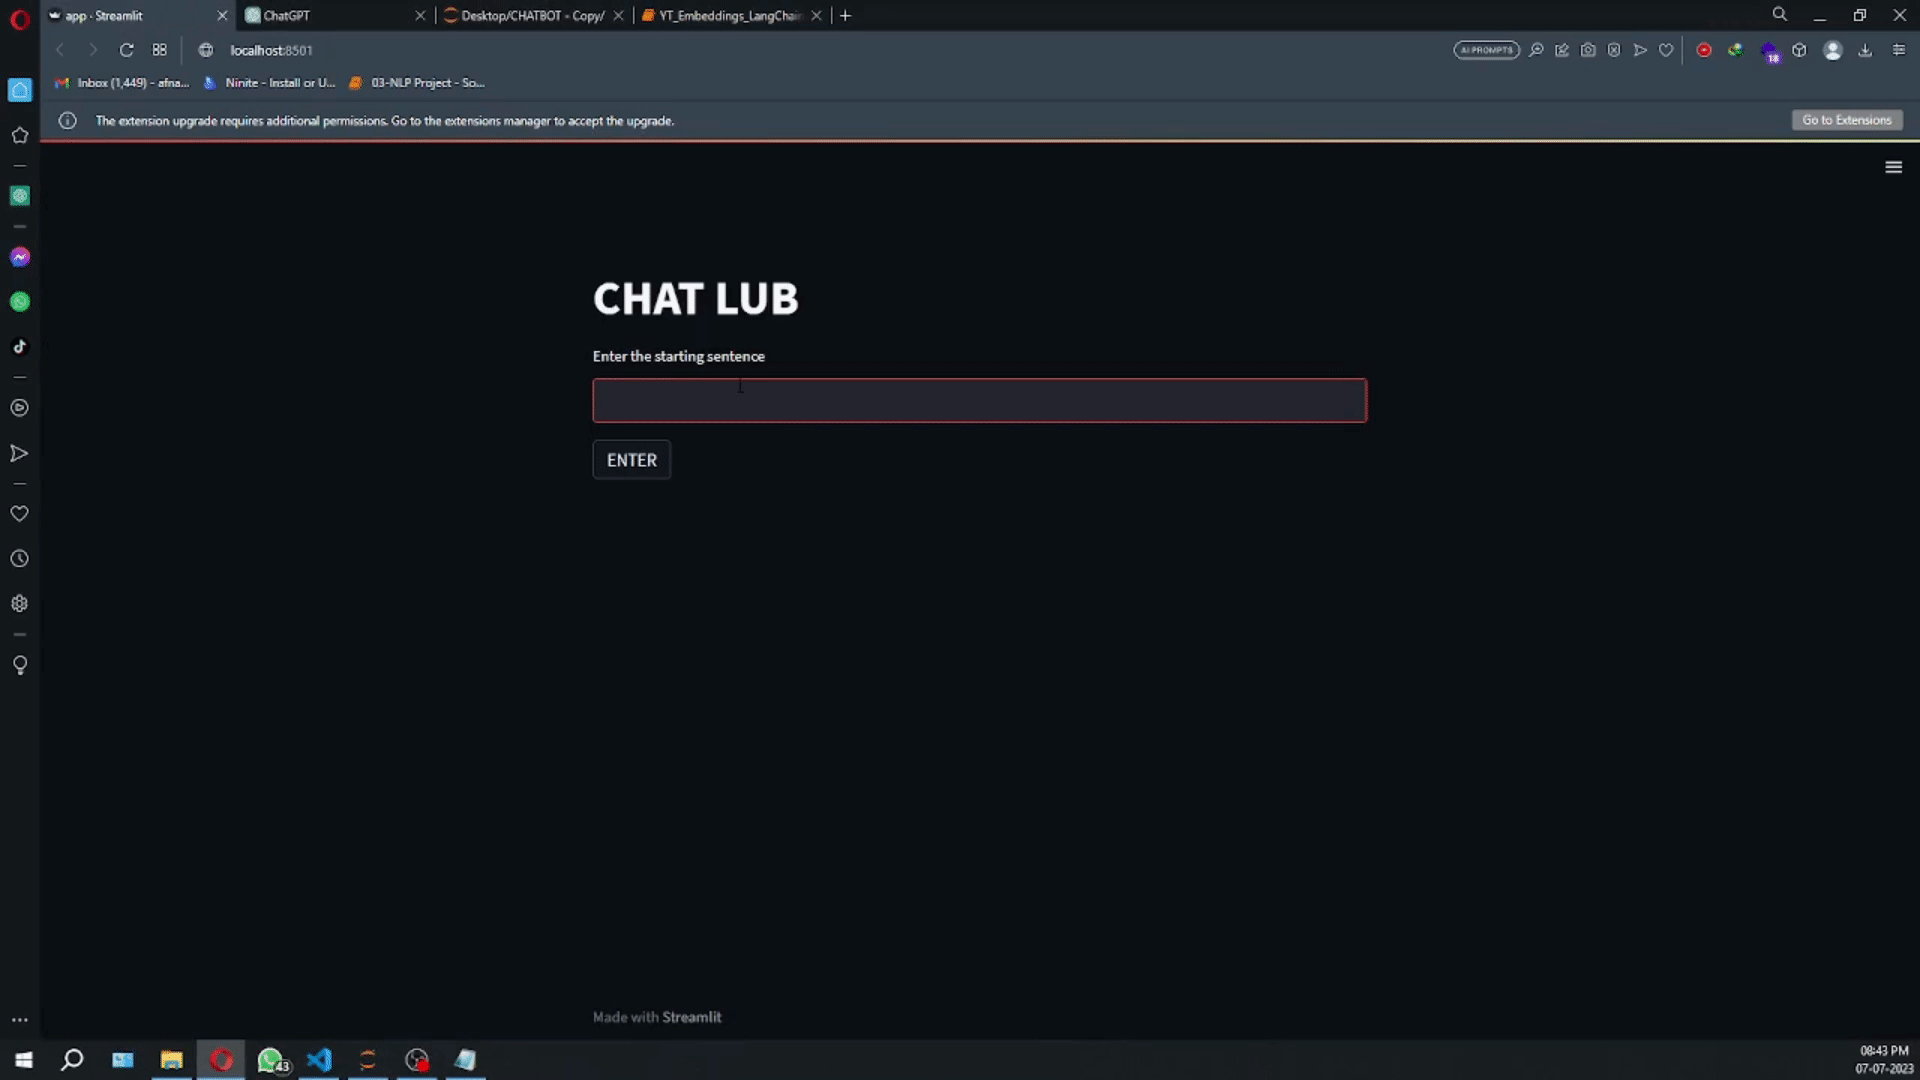 app · Streamlit
ChatGPT
Desktop/CHATBOT - Copy/
YT_Embeddings_LangChain
localhost:8501
AI PROMPTS
18
Inbox (1,449) - afna...
Ninite - Install or U...
03-NLP Project - So...
The extension upgrade requires additional permissions. Go to the extensions manager to accept the upgrade.
Go to Extensions
CHAT LUB
Enter the starting sentence
ENTER
Made with Streamlit
43
08:43 PM
07-07-2023